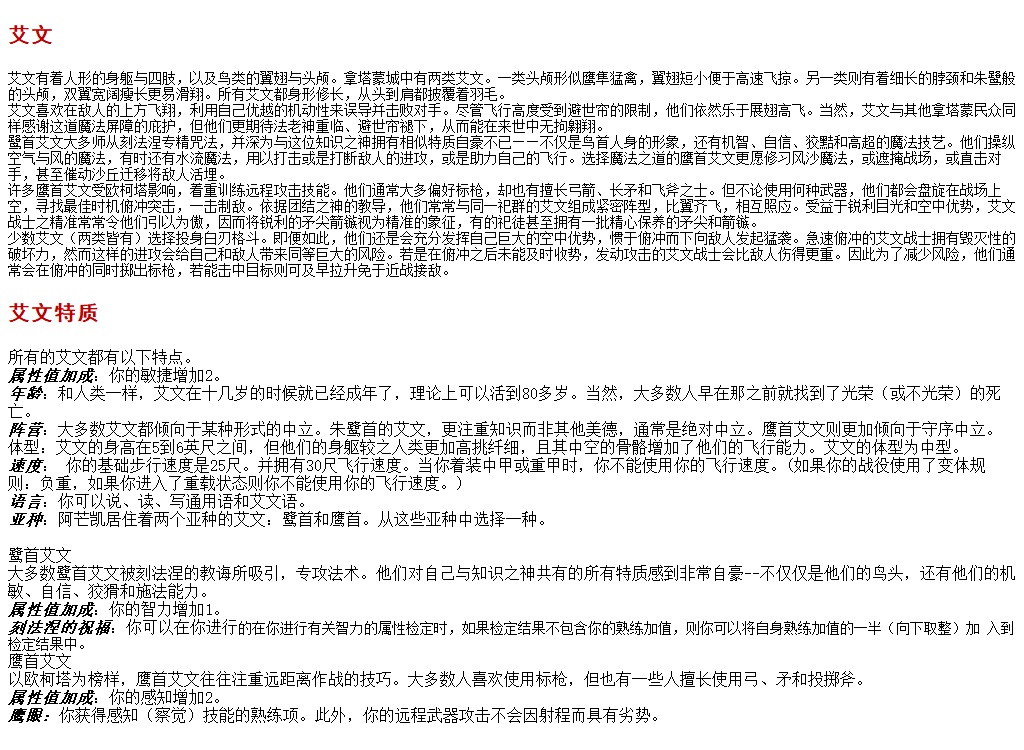 艾文
艾文有着人形的身躯与四肢，以及鸟类的翼翅与头颅。拿塔蒙城中有两类艾文。一类头颅形似鹰隼猛禽，翼翅短小便于高速飞掠。另一类则有着细长的脖颈和朱鹭般
的头颅，双翼宽阔瘦长更易滑翔。所有艾文都身形修长，从头到肩都披覆着羽毛。
艾文喜欢在敌人的上方飞翔，利用自己优越的机动性来误导并击败对手。尽管飞行高度受到避世帘的限制，他们依然乐于展翅高飞。当然，艾文与其他拿塔蒙民众同
样感谢这道魔法屏障的庇护，但他们更期待法老神重临、避世帘褪下，从而能在来世中无拘翱翔。
鹭首艾文大多师从刻法涅专精咒法，并深为与这位知识之神拥有相似特质自豪不已——不仅是鸟首人身的形象，还有机智、自信、狡黠和高超的魔法技艺。他们操纵
空气与风的魔法，有时还有水流魔法，用以打击或是打断敌人的进攻，或是助力自己的飞行。选择魔法之道的鹰首艾文更愿修习风沙魔法，或遮掩战场，或直击对
手，甚至催动沙丘迁移将敌人活埋。
许多鹰首艾文受欧柯塔影响，着重训练远程攻击技能。他们通常大多偏好标枪，却也有擅长弓箭、长矛和飞斧之士。但不论使用何种武器，他们都会盘旋在战场上
空，寻找最佳时机俯冲突击，一击制敌。依据团结之神的教导，他们常常与同一祀群的艾文组成紧密阵型，比翼齐飞，相互照应。受益于锐利目光和空中优势，艾文
战士之精准常常令他们引以为傲，因而将锐利的矛尖箭镞视为精准的象征，有的祀徒甚至拥有一批精心保养的矛尖和箭镞。
少数艾文（两类皆有）选择投身白刃格斗。即便如此，他们还是会充分发挥自己巨大的空中优势，惯于俯冲而下向敌人发起猛袭。急速俯冲的艾文战士拥有毁灭性的
破坏力，然而这样的进攻会给自己和敌人带来同等巨大的风险。若是在俯冲之后未能及时收势，发动攻击的艾文战士会比敌人伤得更重。因此为了减少风险，他们通
常会在俯冲的同时掷出标枪，若能击中目标则可及早拉升免于近战接敌。
艾文特质
所有的艾文都有以下特点。
属性值加成：你的敏捷增加2。
年龄：和人类一样，艾文在十几岁的时候就已经成年了，理论上可以活到80多岁。当然，大多数人早在那之前就找到了光荣（或不光荣）的死
亡。
阵营：大多数艾文都倾向于某种形式的中立。朱鹭首的艾文，更注重知识而非其他美德，通常是绝对中立。鹰首艾文则更加倾向于守序中立。
体型：艾文的身高在5到6英尺之间，但他们的身躯较之人类更加高挑纤细，且其中空的骨骼增加了他们的飞行能力。艾文的体型为中型。
速度： 你的基础步行速度是25尺。并拥有30尺飞行速度。当你着装中甲或重甲时，你不能使用你的飞行速度。（如果你的战役使用了变体规
则：负重，如果你进入了重载状态则你不能使用你的飞行速度。）
语言：你可以说、读、写通用语和艾文语。
亚种：阿芒凯居住着两个亚种的艾文：鹭首和鹰首。从这些亚种中选择一种。
鹭首艾文
大多数鹭首艾文被刻法涅的教诲所吸引，专攻法术。他们对自己与知识之神共有的所有特质感到非常自豪--不仅仅是他们的鸟头，还有他们的机
敏、自信、狡猾和施法能力。
属性值加成：你的智力增加1。
刻法涅的祝福：你可以在你进行的在你进行有关智力的属性检定时，如果检定结果不包含你的熟练加值，则你可以将自身熟练加值的一半（向下取整）加 入到
检定结果中。
鹰首艾文
以欧柯塔为榜样，鹰首艾文往往注重远距离作战的技巧。大多数人喜欢使用标枪，但也有一些人擅长使用弓、矛和投掷斧。
属性值加成：你的感知增加2。
鹰眼：你获得感知（察觉）技能的熟练项。此外，你的远程武器攻击不会因射程而具有劣势。